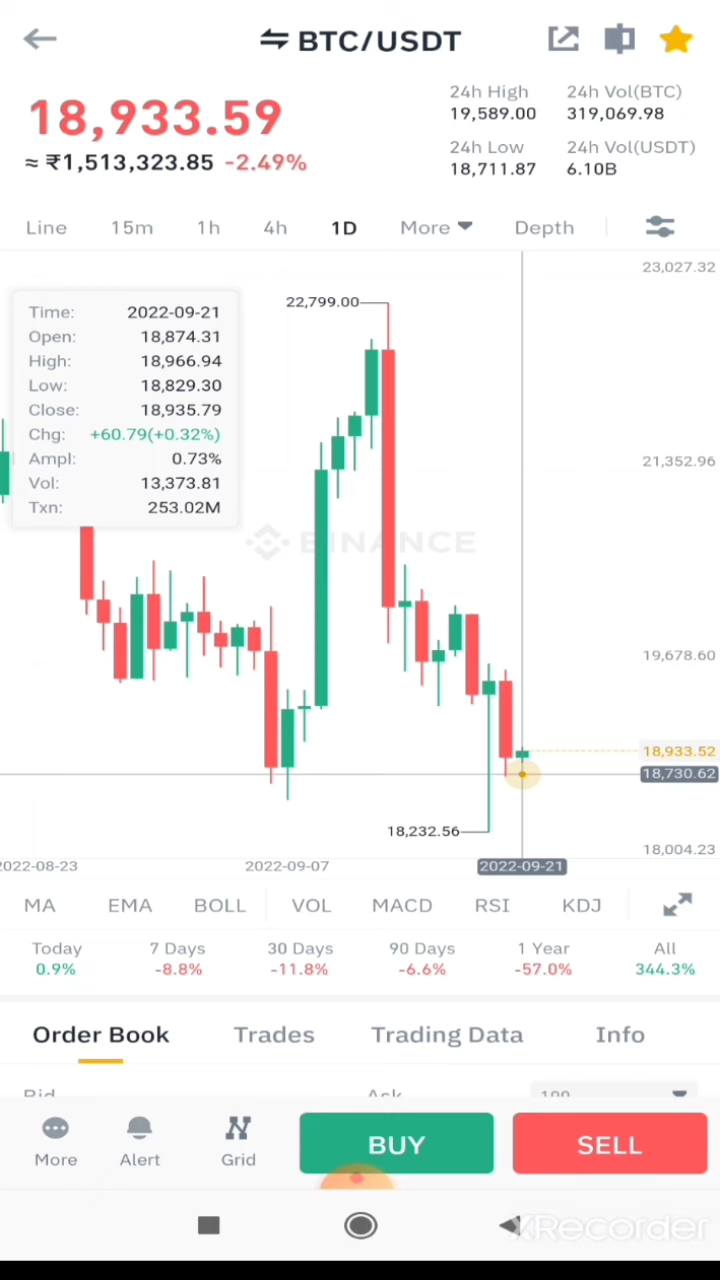 BTC/USDT
18,933.59
≈ ₹1,513,323.85 -2.49%
24h High
19,589.00
24h Vol(BTC)
319,069.98
24h Low
18,711.87
24h Vol(USDT)
6.10B
Line 15m 1h 4h 1D More Depth
23,027.32
22,799.00
Time: 2022-09-21
Open: 18,874.31
High: 18,966.94
Low: 18,829.30
Close: 18,935.79
Chg: +60.79(+0.32%)
Ampl: 0.73%
Vol: 13,373.81
Txn: 253.02M
21,352.96
BINANCE
19,678.60
18,933.52
18,730.62
18,232.56
18,004.23
2022-08-23 2022-09-07 2022-09-21
MA EMA BOLL VOL MACD RSI KDJ
Today 7 Days 30 Days 90 Days 1 Year All
0.9% -8.8% -11.8% -6.6% -57.0% 344.3%
Order Book Trades Trading Data Info
Bid Ask 100
More Alert Grid BUY SELL
XRecorder